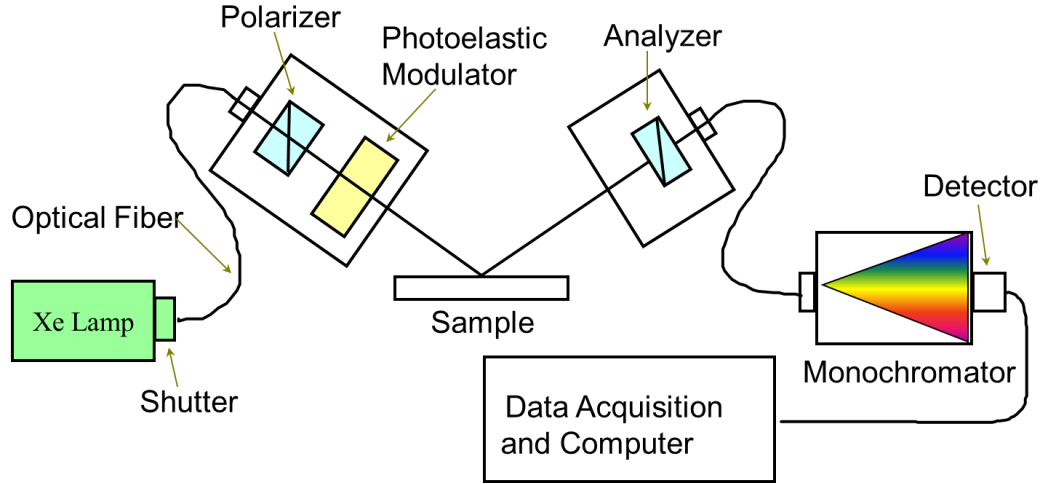 Polarizer
Photoelastic
Modulator
Analyzer
Detector
Optical Fiber
Xe Lamp
Sample
Shutter
Monochromator
Data Acquisition
and Computer